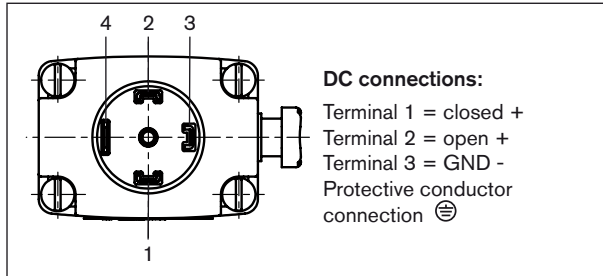 4 2 3
DC connections:
Terminal 1 = closed +
Terminal 2 = open +
Terminal 3 = GND -
Protective conductor
connection
1